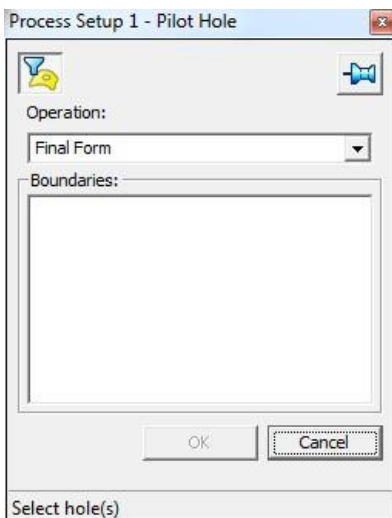 Process Setup 1 - Pilot Hole
Operation:
Final Form
Boundaries:
OK
Cancel
Select hole(s)